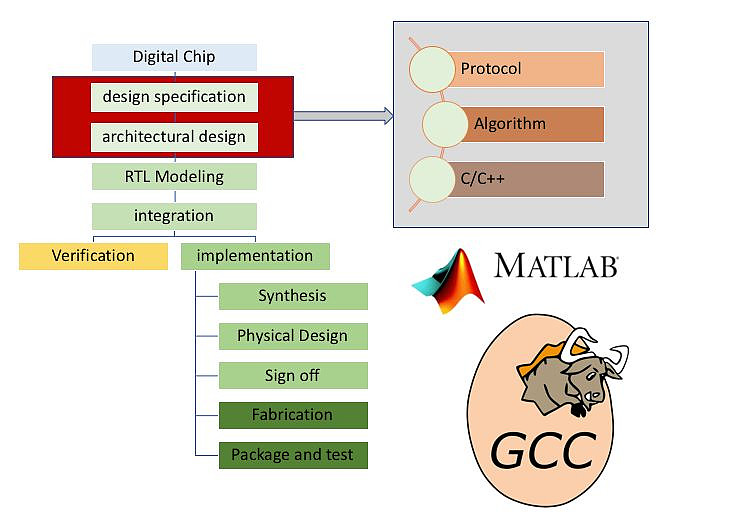 Digital Chip
design specification
architectural design
RTL Modeling
integration
Verification
implementation
Synthesis
Physical Design
Sign off
Fabrication
Package and test
Protocol
Algorithm
C/C++
MATLAB®
GCC